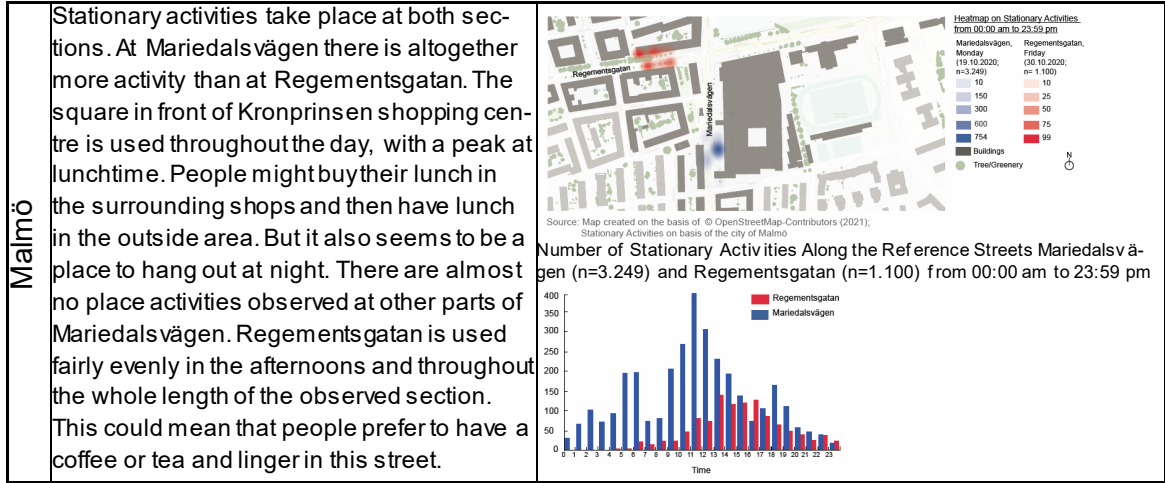 Malmö
Stationary activities take place at both sec-
tions. At Mariedalsvägen there is altogether
more activity than at Regementsgatan. The
square in front of Kronprinsen shopping cen-
tre is used throughout the day, with a peak at
lunchtime. People might buy their lunch in
the surrounding shops and then have lunch
in the outside area. But it also seems to be a
place to hang out at night. There are almost
no place activities observed at other parts of
Mariedalsvägen. Regementsgatan is used
fairly evenly in the afternoons and throughout
the whole length of the observed section.
This could mean that people prefer to have a
coffee or tea and linger in this street.
Regementsgatan
Mariedalsvägen
Heatmap on Stationary Activities
from 00:00 am to 23:59 pm
Mariedalsvägen,
Monday
(19.10.2020;
n=3.249)
10
150
300
600
754
Regementsgatan,
Friday
(30.10.2020;
n= 1.100)
10
25
50
75
99
Buildings
Tree/Greenery
N
Source: Map created on the basis of © OpenStreetMap-Contributors (2021);
Stationary Activities on basis of the city of Malmö
Number of Stationary Activities Along the Reference Streets Mariedalsvä-
gen (n=3.249) and Regementsgatan (n=1.100) from 00:00 am to 23:59 pm
Regementsgatan
Mariedalsvägen
400
350
300
250
200
150
100
50
0
0 1 2 3 4 5 6 7 8 9 10 11 12 13 14 15 16 17 18 19 20 21 22 23
Time